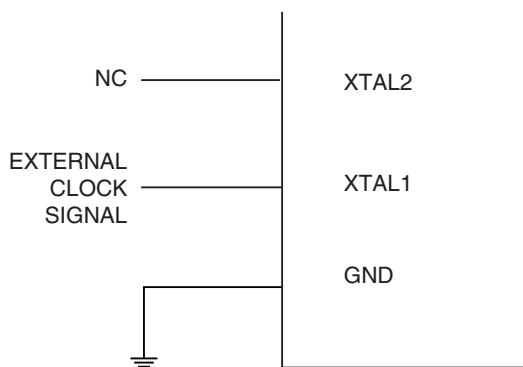 NC
XTAL2
EXTERNAL
CLOCK
SIGNAL
XTAL1
GND